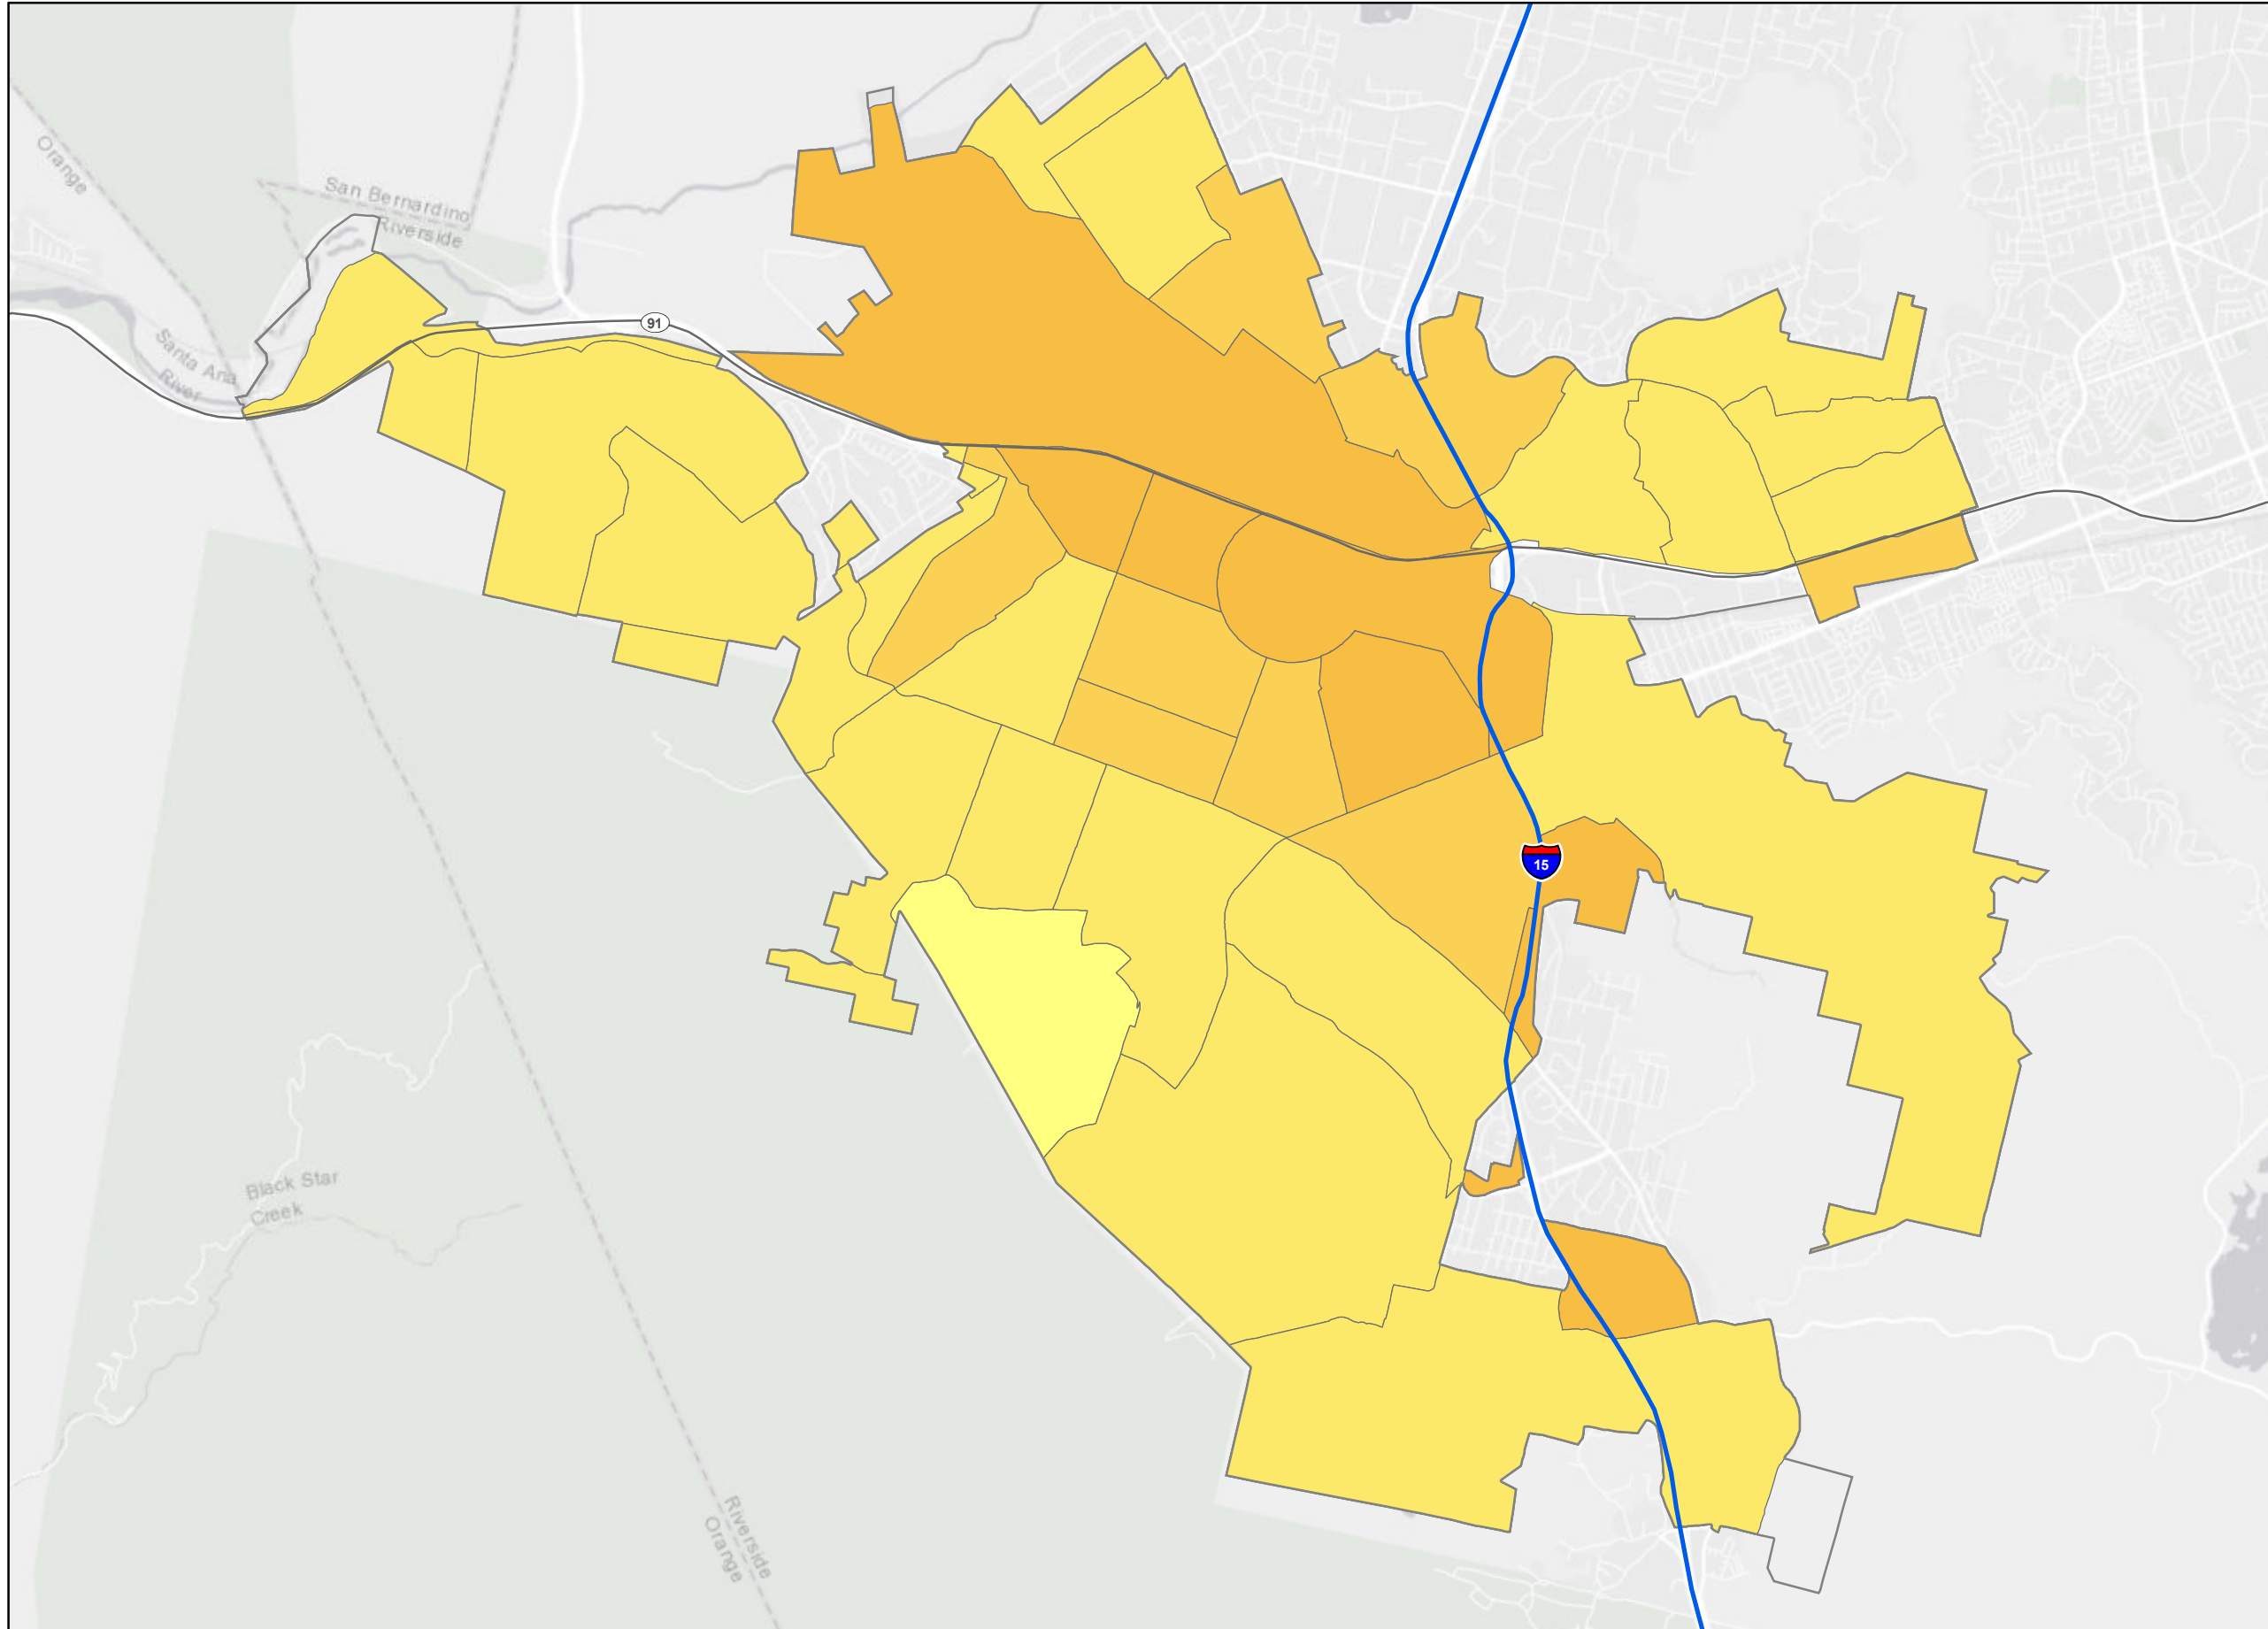 Orange
San Bernardino
Riverside
91
Santa Ana
River
15
Black Star
Creek
Riverside
Orange